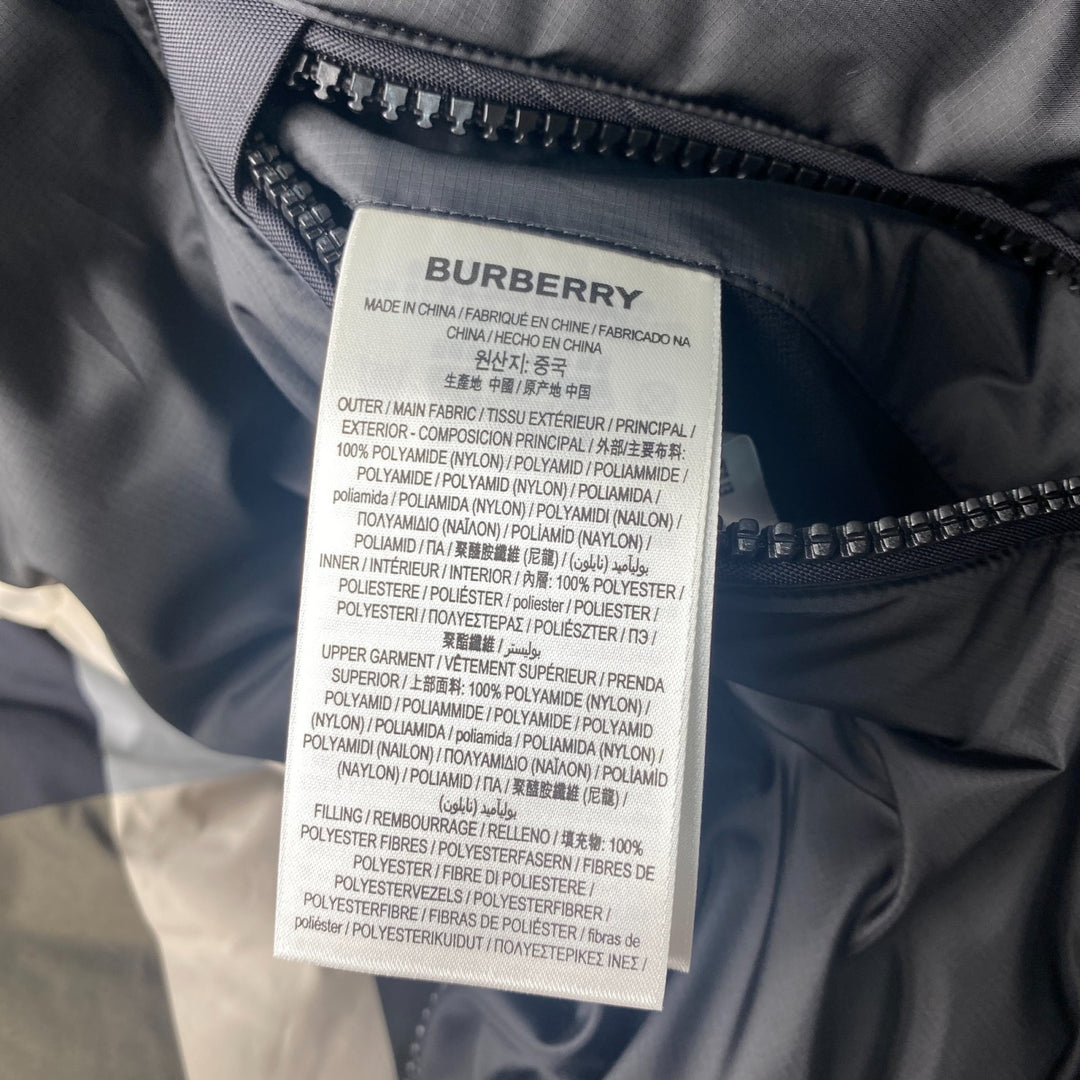 BURBERRY
MADE IN CHINA / FABRIQUÉ EN CHINE / FABRICADO NA
CHINA / HECHO EN CHINA
원산지: 중국
生產地 中國 / 原产地 中国
OUTER / MAIN FABRIC / TISSU EXTÉRIEUR / PRINCIPAL /
EXTERIOR - COMPOSICION PRINCIPAL / 外部/主要布料:
100% POLYAMIDE (NYLON) / POLYAMID / POLIAMMIDE /
POLYAMIDE / POLYAMID (NYLON) / POLIAMIDA /
poliamida / POLIAMIDA (NYLON) / POLYAMIDI (NAILON) /
ΠΟΛΥΑΜΙΔΙΟ (ΝΑΪΛΟΝ) / POLİAMİD (NAYLON) /
POLIAMID / ПА / 聚醯胺纖維 (尼龍) / بولياميد (نايلون)
INNER / INTÉRIEUR / INTERIOR / 內層: 100% POLYESTER /
POLIESTERE / POLIÉSTER / poliester / POLIESTER /
POLYESTERI / ΠΟΛΥΕΣΤΕΡΑΣ / POLIÉSZTER / ПЭ /
聚酯纖維 / بوليستر
UPPER GARMENT / VÊTEMENT SUPÉRIEUR / PRENDA
SUPERIOR / 上部面料: 100% POLYAMIDE (NYLON) /
POLYAMID / POLIAMMIDE / POLYAMIDE / POLYAMID
(NYLON) / POLIAMIDA / poliamida / POLIAMIDA (NYLON) /
POLYAMIDI (NAILON) / ΠΟΛΥΑΜΙΔΙΟ (ΝΑΪΛΟΝ) / POLİAMİD
(NAYLON) / POLIAMID / ПА / 聚醯胺纖維 (尼龍) /
بولياميد (نايلون)
FILLING / REMBOURRAGE / RELLENO / 填充物: 100%
POLYESTER FIBRES / POLYESTERFASERN / FIBRES DE
POLYESTER / FIBRE DI POLIESTERE /
POLYESTERVEZELS / POLYESTERFIBRER /
POLYESTERFIBRE / FIBRAS DE POLIÉSTER / fibras de
poliéster / POLYESTERIKUIDUT / ΠΟΛΥΕΣΤΕΡΙΚΕΣ ΙΝΕΣ /